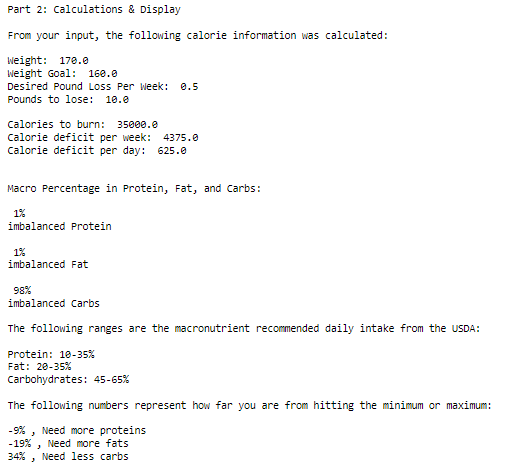 Part 2: Calculations & Display
From your input, the following calorie information was calculated:
Weight:  170.0
Weight Goal:  160.0
Desired Pound Loss Per Week:  0.5
Pounds to lose:  10.0
Calories to burn:  35000.0
Calorie deficit per week:  4375.0
Calorie deficit per day:  625.0
Macro Percentage in Protein, Fat, and Carbs:
1%
imbalanced Protein
1%
imbalanced Fat
98%
imbalanced Carbs
The following ranges are the macronutrient recommended daily intake from the USDA:
Protein: 10-35%
Fat: 20-35%
Carbohydrates: 45-65%
The following numbers represent how far you are from hitting the minimum or maximum:
-9% , Need more proteins
-19% , Need more fats
34% , Need less carbs